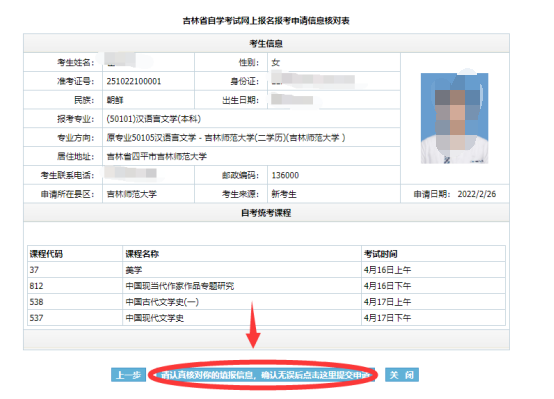 吉林省自学考试网上报名报考申请信息核对表
考生信息
考生姓名： 性别： 女
准考证号： 251022100001 身份证：
民族： 朝鲜 出生日期：
报考专业： (50101)汉语言文学(本科)
专业方向： 原专业50105汉语言文学 - 吉林师范大学(二学历)(吉林师范大学 )
居住地址： 吉林省四平市吉林师范大学
考生联系电话： 邮政编码： 136000
申请所在县区： 吉林师范大学 考生来源： 新考生 申请日期： 2022/2/26
自考统考课程
课程代码 课程名称 考试时间
37 美学 4月16日上午
812 中国现当代作家作品专题研究 4月16日下午
538 中国古代文学史(一) 4月17日上午
537 中国现代文学史 4月17日下午
上一步 请认真核对你的填报信息，确认无误后点击这里提交申请 关 闭